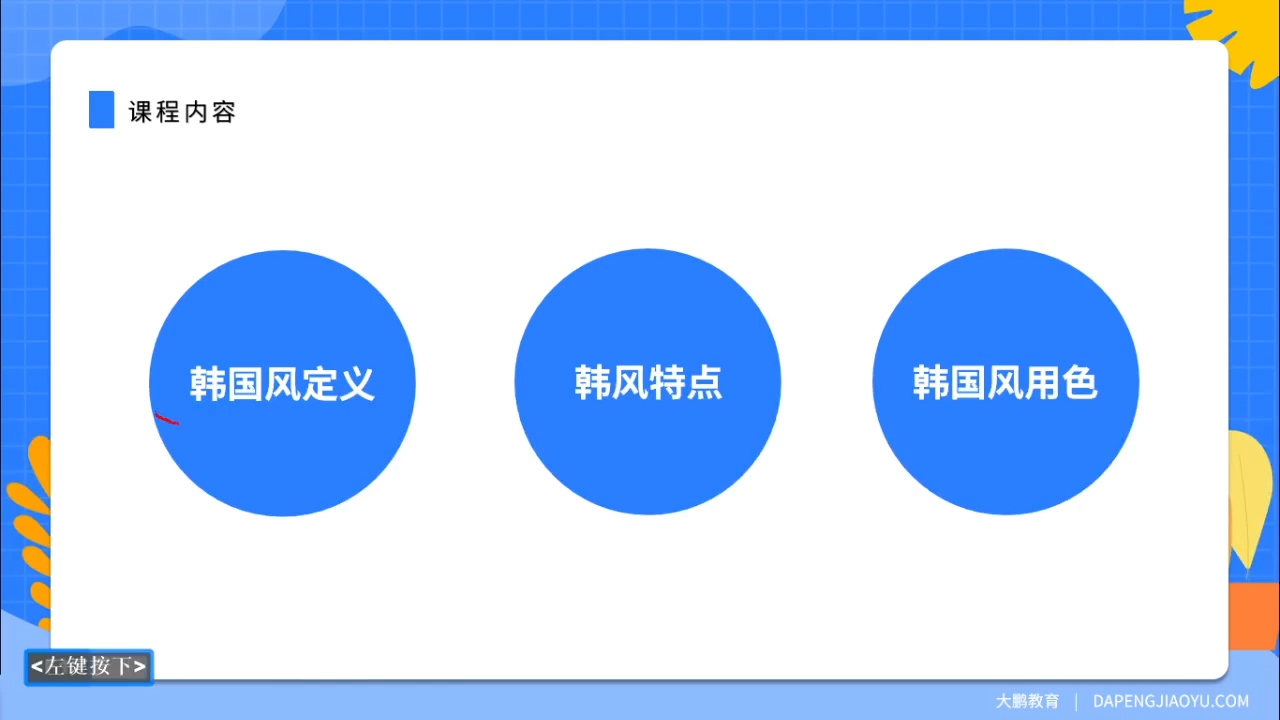 课程内容
韩国风定义
韩风特点
韩国风用色
<左键按下>
大鹏教育 | DAPENGJIAOYU.COM